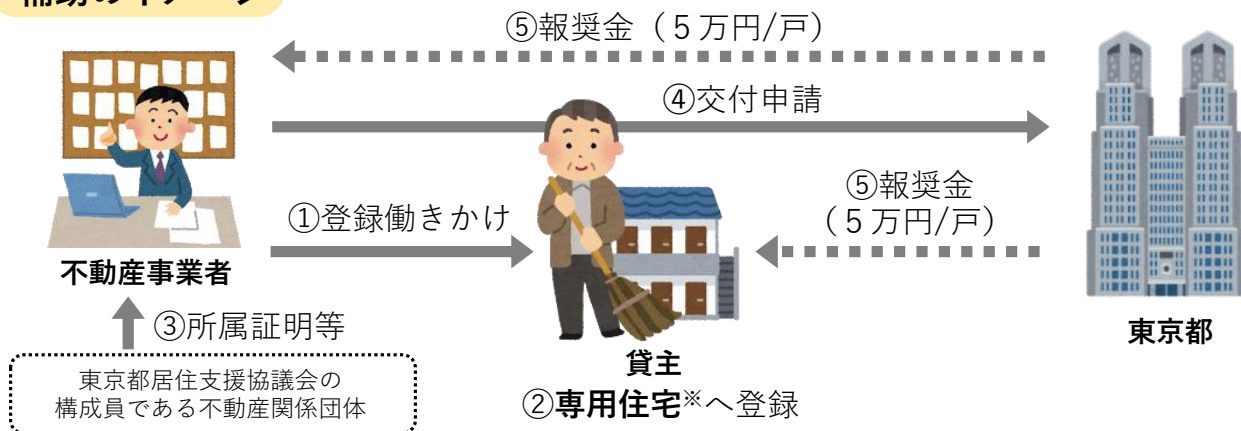 補助のイメージ
⑤報奨金（５万円/戸）
④交付申請
①登録働きかけ
⑤報奨金
（５万円/戸）
不動産事業者
③所属証明等
東京都居住支援協議会の
構成員である不動産関係団体
貸主
②専用住宅※へ登録
東京都